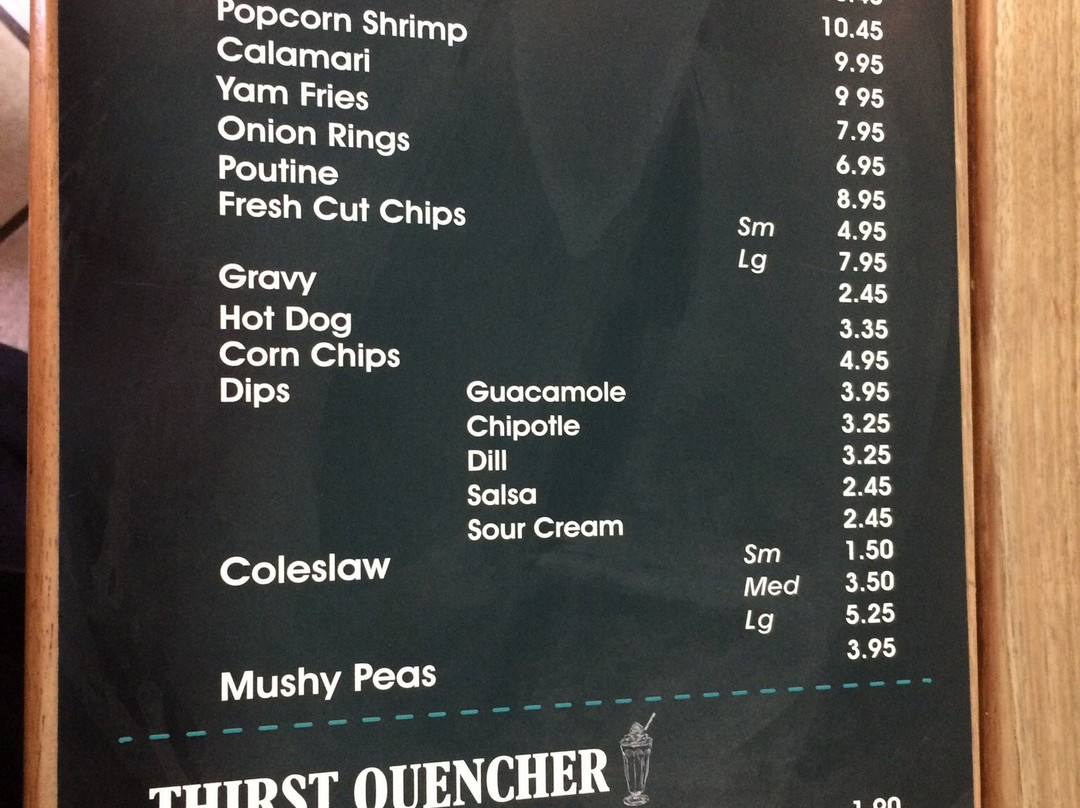 10.45
Popcorn Shrimp 9.95
Calamari 9 95
Yam Fries 7.95
Onion Rings 6.95
Poutine 8.95
Fresh Cut Chips Sm 4.95
Lg 7.95
Gravy 2.45
Hot Dog 3.35
Corn Chips 4.95
Dips Guacamole 3.95
Chipotle 3.25
Dill 3.25
Salsa 2.45
Sour Cream 2.45
Coleslaw Sm 1.50
Med 3.50
Lg 5.25
Mushy Peas 3.95
THIRST QUENCHER